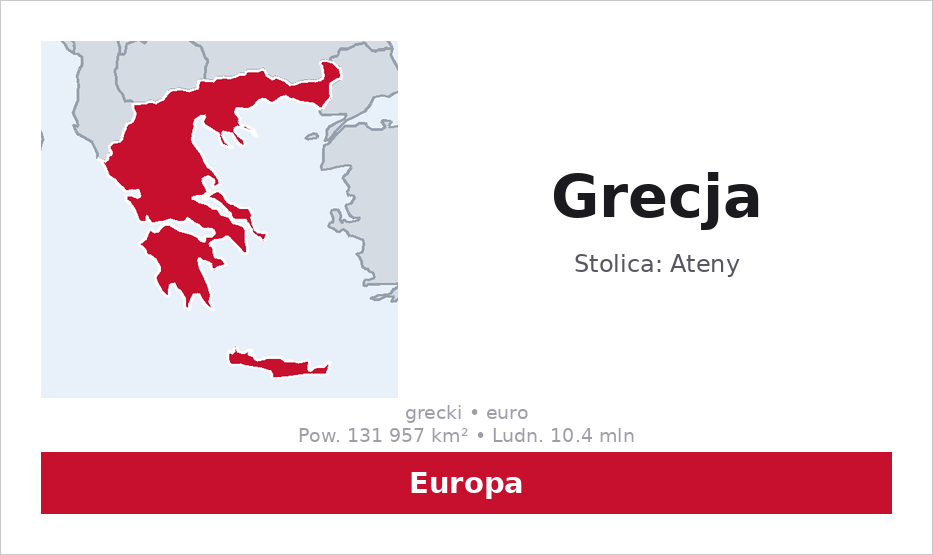 Grecja
Stolica: Ateny
grecki • euro
Pow. 131 957 km² • Ludn. 10.4 mln
Europa